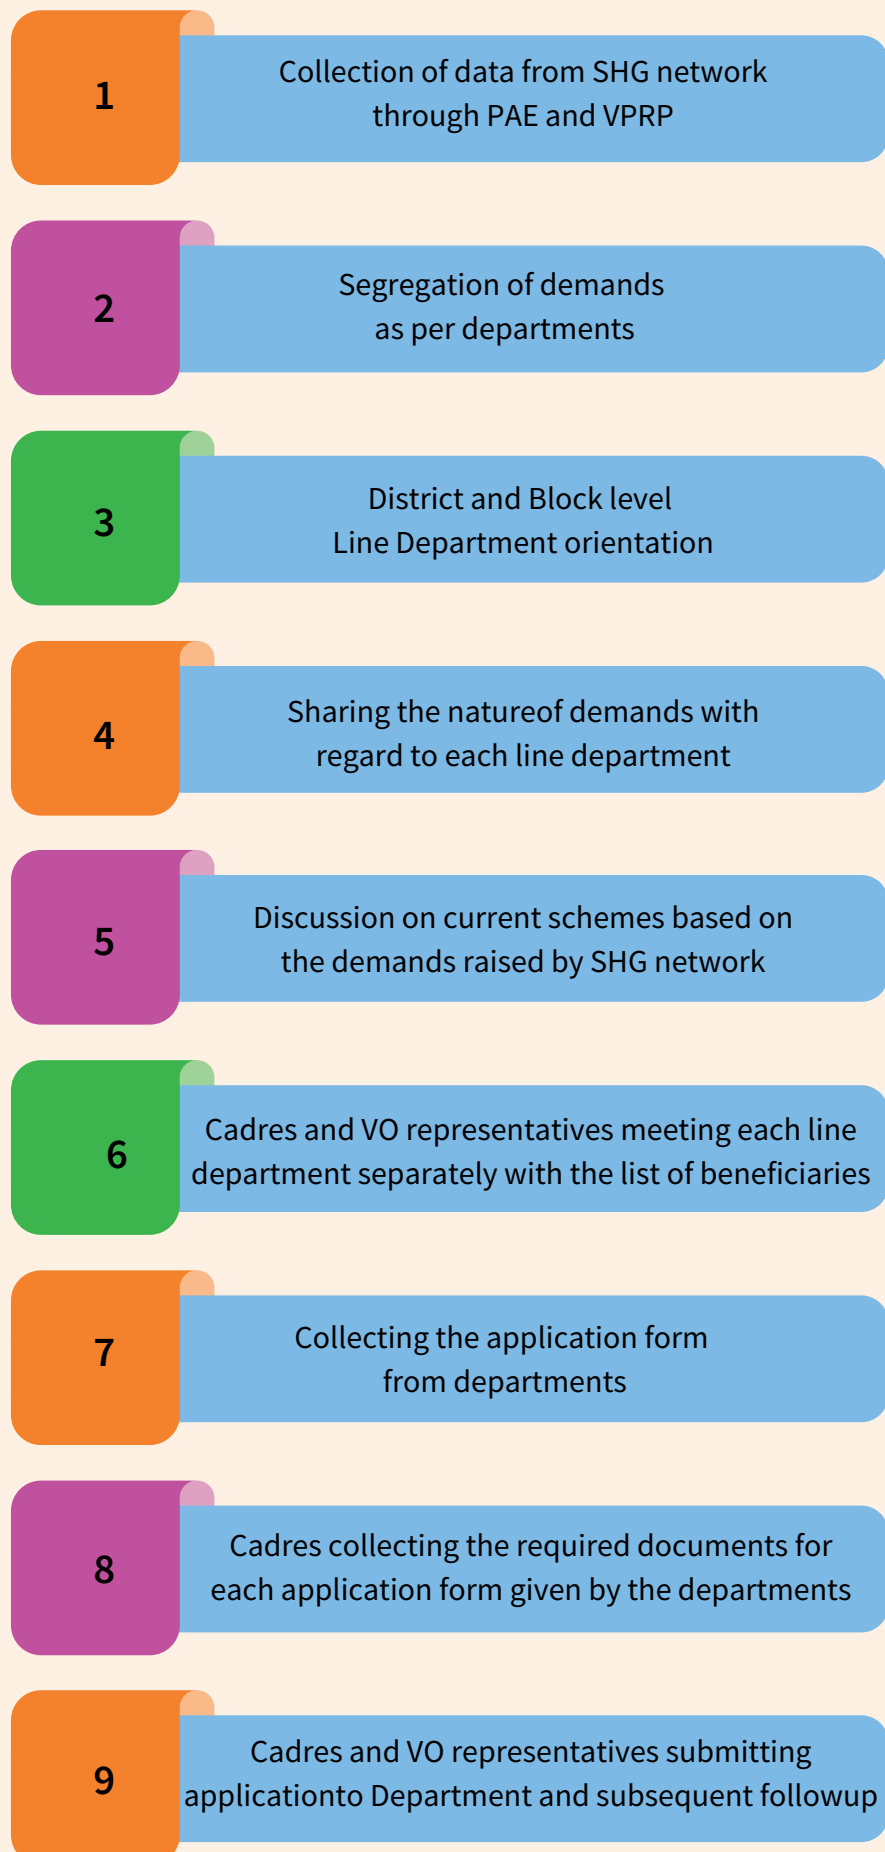 1
Collection of data from SHG network
through PAE and VPRP
2
Segregation of demands
as per departments
3
District and Block level
Line Department orientation
4
Sharing the natureof demands with
regard to each line department
5
Discussion on current schemes based on
the demands raised by SHG network
6
Cadres and VO representatives meeting each line
department separately with the list of beneficiaries
7
Collecting the application form
from departments
8
Cadres collecting the required documents for
each application form given by the departments
9
Cadres and VO representatives submitting
applicationto Department and subsequent followup